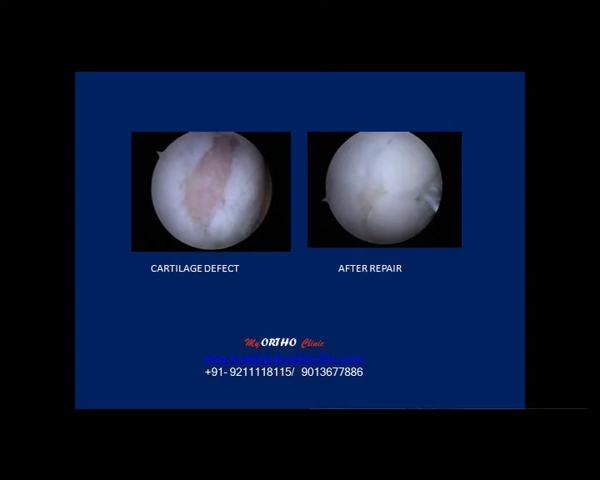 CARTILAGE DEFECT
AFTER REPAIR
My ORTHO Clinic
+91- 9211118115/ 9013677886